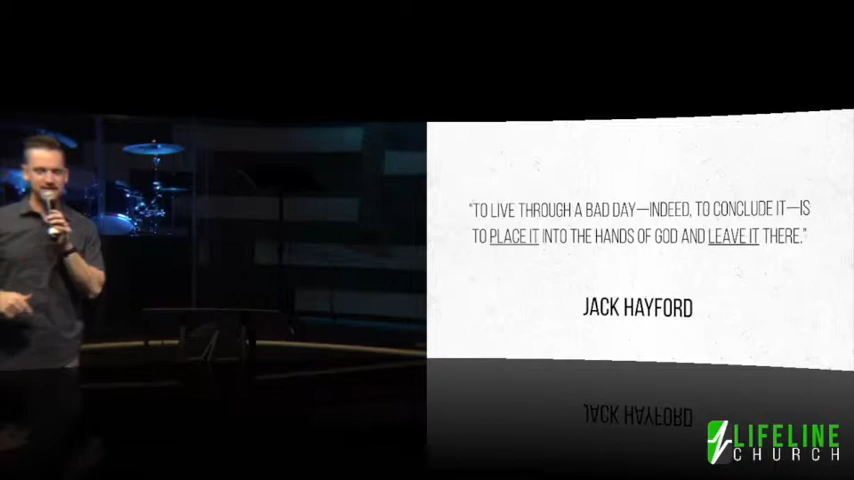 "TO LIVE THROUGH A BAD DAY—INDEED, TO CONCLUDE IT—IS
TO PLACE IT INTO THE HANDS OF GOD AND LEAVE IT THERE."
JACK HAYFORD
JACK HAYFORD
LIFELINE
CHURCH